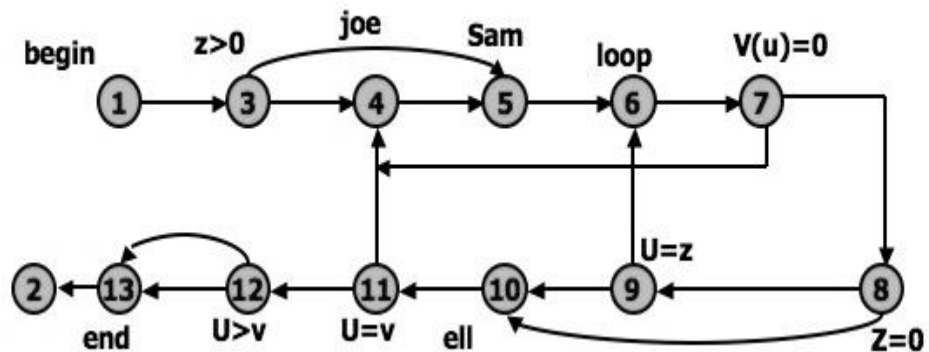 joe
begin
z>0
Sam
loop
V(u)=0
1
3
4
5
6
7
U=z
2
13
12
11
10
9
8
end
U>v
U=v
ell
Z=0